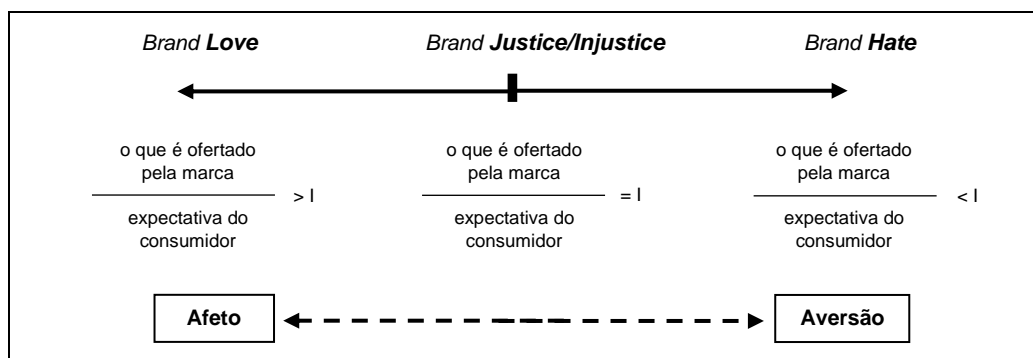 Brand Love
Brand Justice/Injustice
Brand Hate
o que é ofertado
pela marca
expectativa do
consumidor
> I
o que é ofertado
pela marca
expectativa do
consumidor
= I
o que é ofertado
pela marca
expectativa do
consumidor
< I
Afeto
Aversão